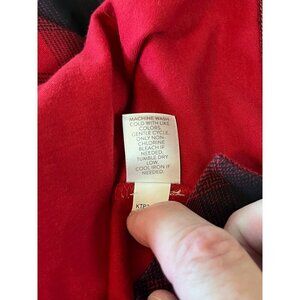 MACHINE WASH
COLD WITH LIKE
COLORS.
GENTLE CYCLE.
ONLY NON-
CHLORINE
BLEACH IF
NEEDED.
TUMBLE DRY
LOW.
COOL IRON IF
NEEDED.